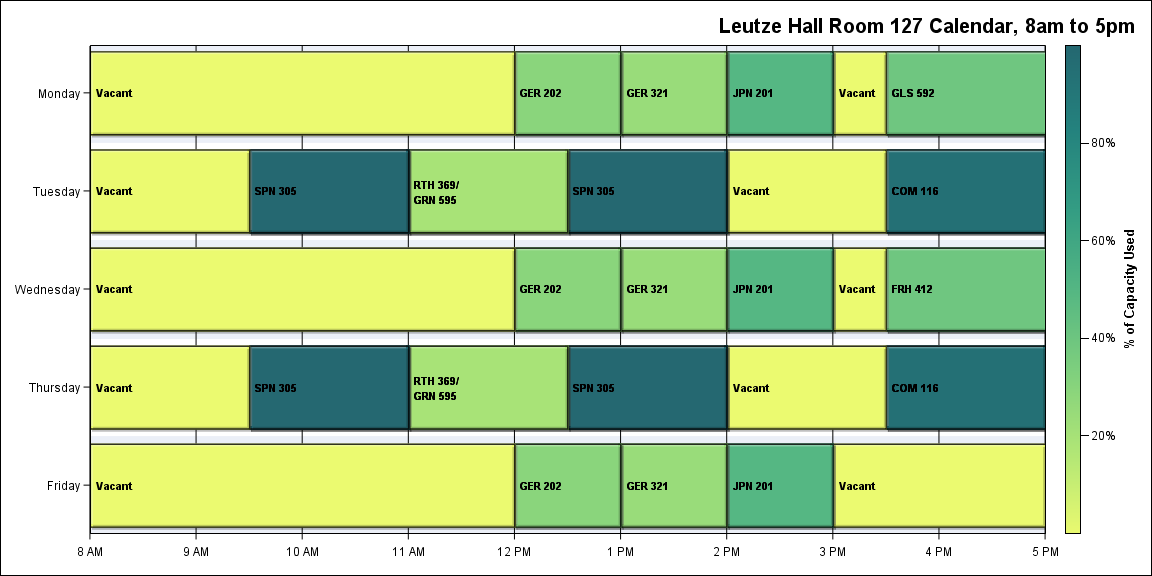 Leutze Hall Room 127 Calendar, 8am to 5pm
Monday
Vacant
GER 202
GER 321
JPN 201
Vacant
GLS 592
Tuesday
Vacant
SPN 305
RTH 369/
GRN 595
SPN 305
Vacant
COM 116
Wednesday
Vacant
GER 202
GER 321
JPN 201
Vacant
FRH 412
Thursday
Vacant
SPN 305
RTH 369/
GRN 595
SPN 305
Vacant
COM 116
Friday
Vacant
GER 202
GER 321
JPN 201
Vacant
8 AM
9 AM
10 AM
11 AM
12 PM
1 PM
2 PM
3 PM
4 PM
5 PM
80%
60%
40%
20%
% of Capacity Used